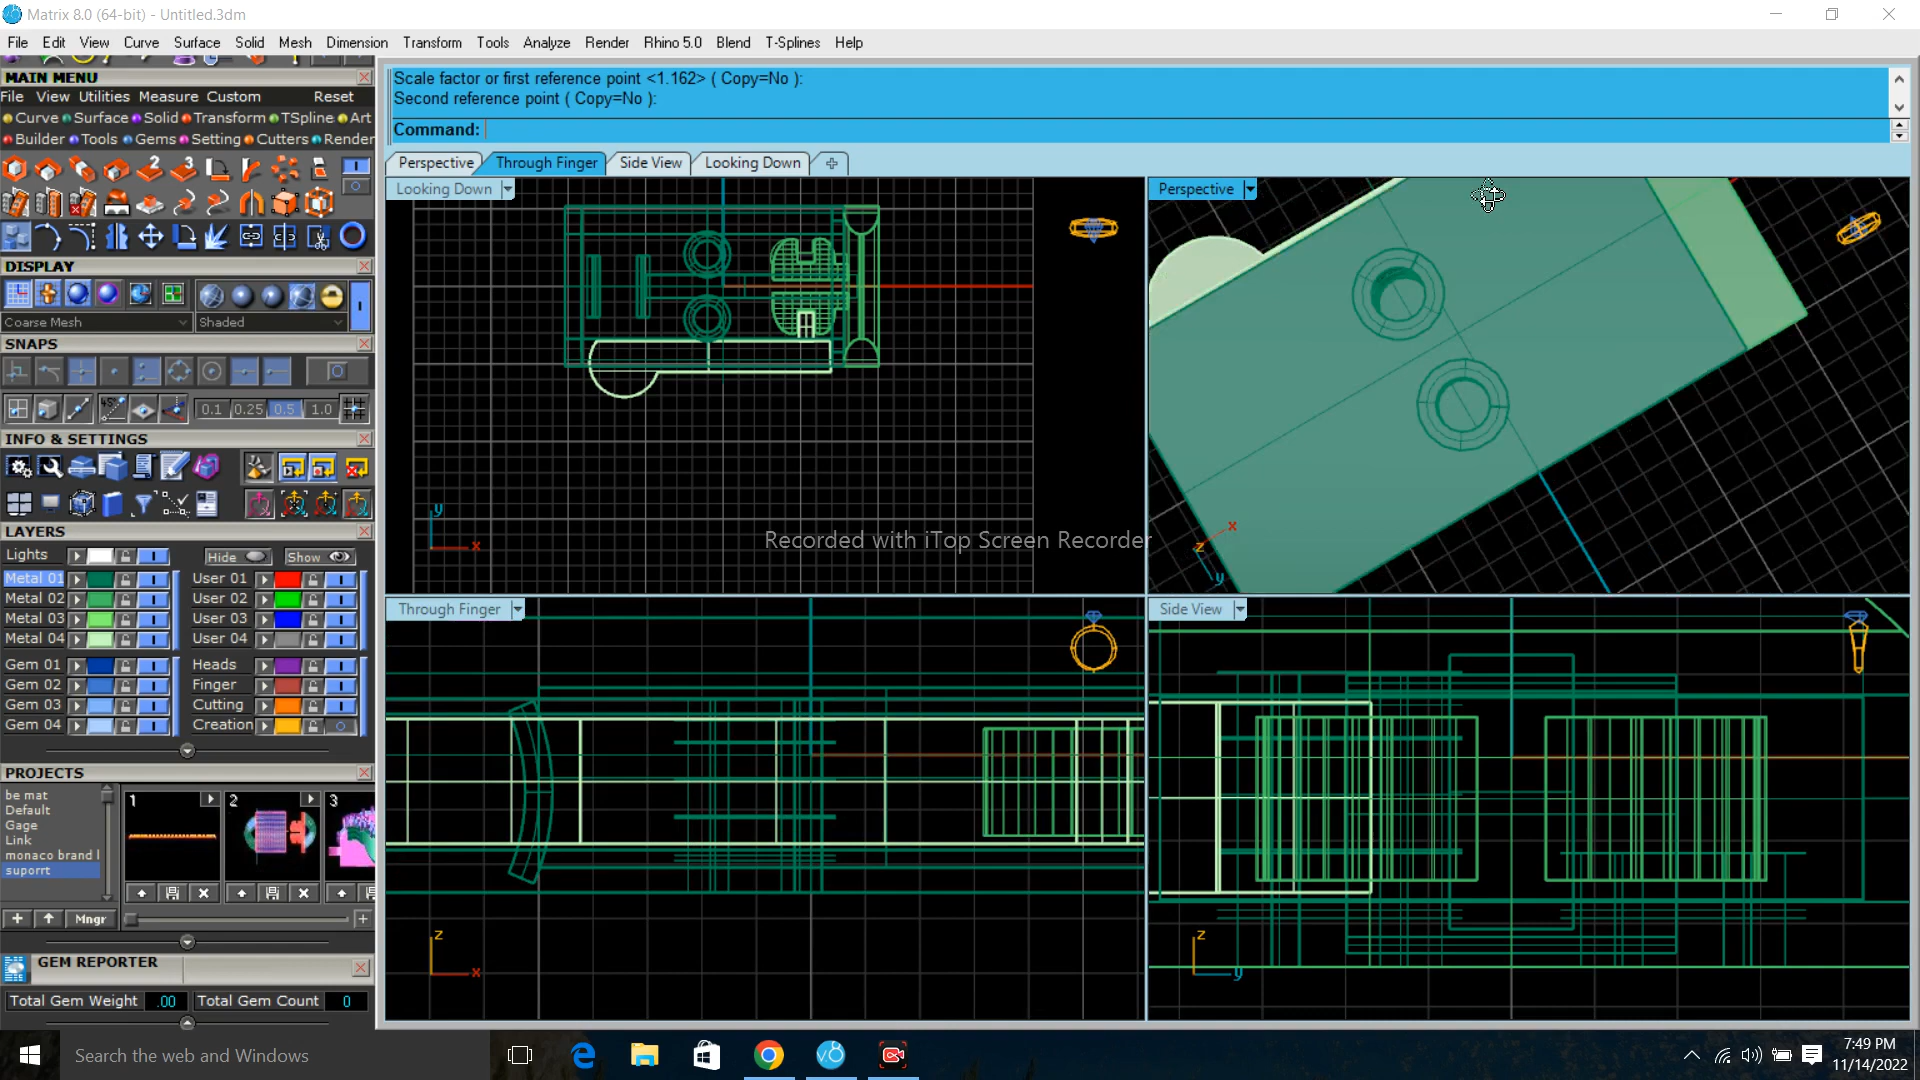 Matrix 8.0 (64-bit) - Untitled.3dm
File Edit View Curve Surface Solid Mesh Dimension Transform Tools Analyze Render Rhino 5.0 Blend T-Splines Help
MAIN MENU
File View Utilities Measure Custom Reset
Curve Surface Solid Transform TSpline Art
Builder Tools Gems Setting Cutters Render
Scale factor or first reference point <1.162> ( Copy=No ):
Second reference point ( Copy=No ):
Command:
Perspective Through Finger Side View Looking Down
Looking Down
Perspective
2 3
DISPLAY
Coarse Mesh Shaded
SNAPS
45°
0.1 0.25 0.5 1.0
INFO & SETTINGS
LAYERS
Lights Hide Show
Metal 01 User 01
Metal 02 User 02
Metal 03 User 03
Metal 04 User 04
Gem 01 Heads
Gem 02 Finger
Gem 03 Cutting
Gem 04 Creation
y
x
x
z
y
Recorded with iTop Screen Recorder
Through Finger
Side View
z
x
z
y
PROJECTS
be mat
Default
Gage
Link
monaco brand l
suporrt
1 2 3
Mngr
GEM REPORTER
Total Gem Weight .00 Total Gem Count 0
Search the web and Windows
7:49 PM
11/14/2022